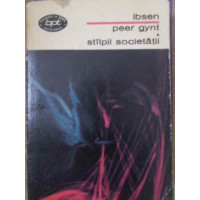 ibsen
peer gynt
stîlpii societății
bpt